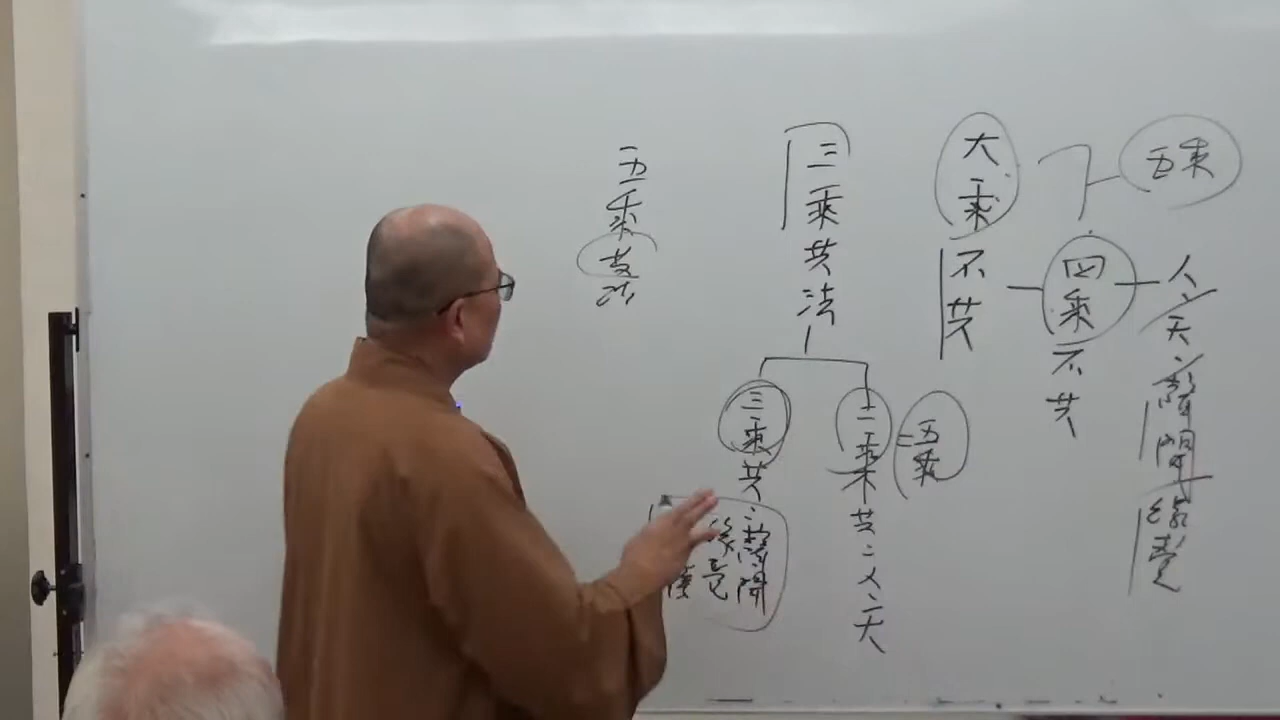 五乘
人、天、聲聞、緣覺
四乘不共
大乘不共
五乘
三乘共法
二乘不共：人、天
三乘共：聲聞
緣覺
五乘共法